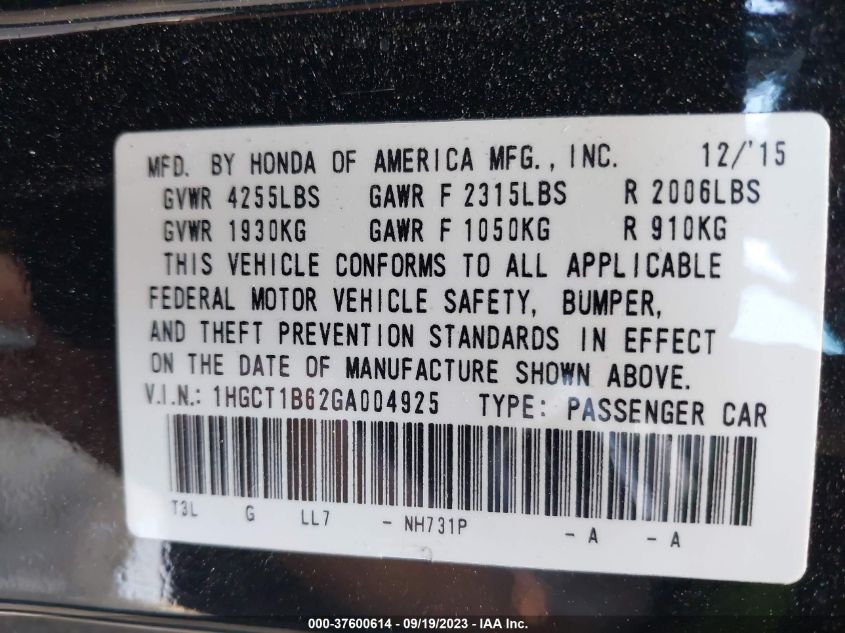 MFD. BY HONDA OF AMERICA MFG., INC. 12/'15
GVWR 4255LBS GAWR F 2315LBS R 2006LBS
GVWR 1930KG GAWR F 1050KG R 910KG
THIS VEHICLE CONFORMS TO ALL APPLICABLE
FEDERAL MOTOR VEHICLE SAFETY, BUMPER,
AND THEFT PREVENTION STANDARDS IN EFFECT
ON THE DATE OF MANUFACTURE SHOWN ABOVE.
V.I.N.: 1HGCT1B62GA004925 TYPE: PASSENGER CAR
T3L G LL7 - NH731P - A - A
000-37600614 - 09/19/2023 - IAA Inc.